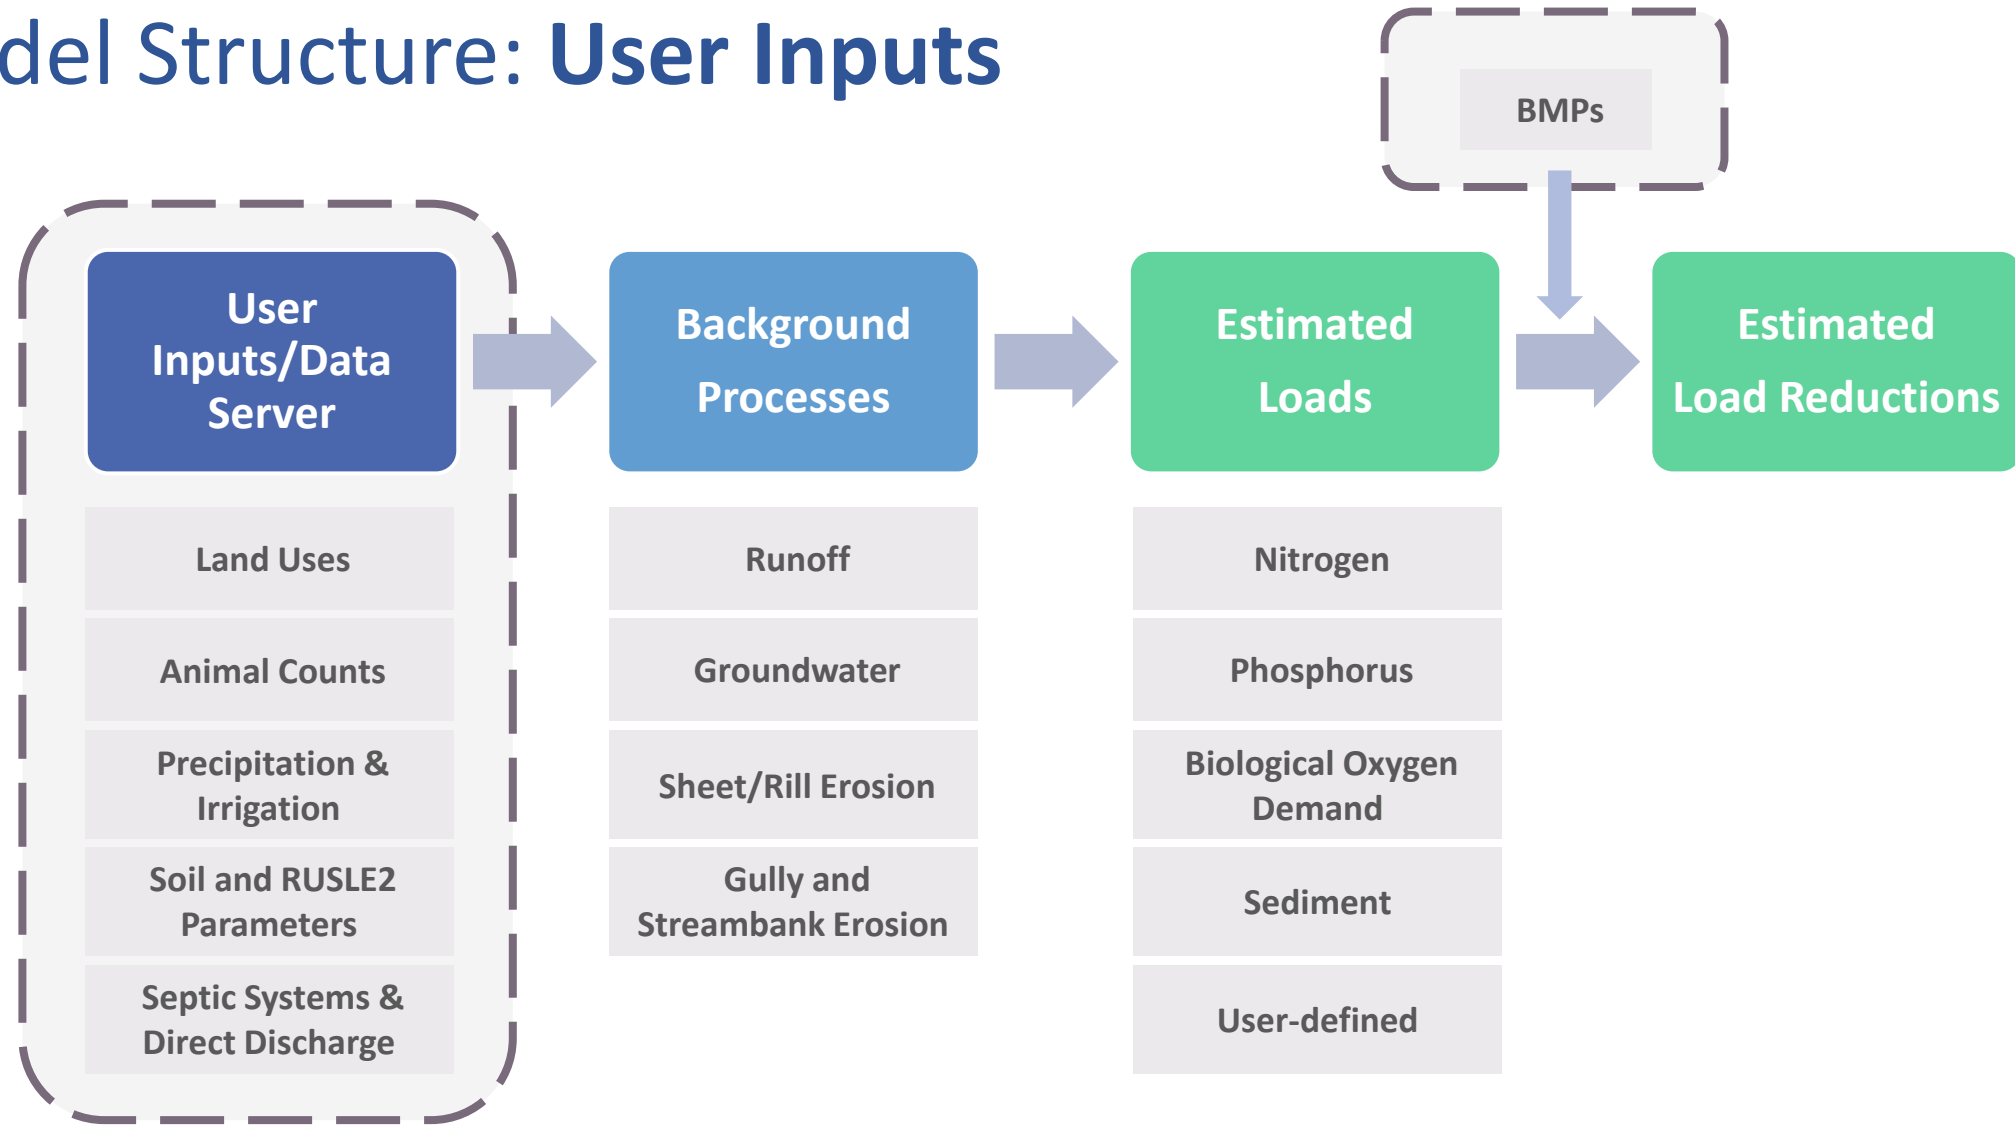 del Structure: User Inputs
BMPs
User
Inputs/Data
Server
Land Uses
Animal Counts
Precipitation &
Irrigation
Soil and RUSLE2
Parameters
Septic Systems &
Direct Discharge
Background
Processes
Runoff
Groundwater
Sheet/Rill Erosion
Gully and
Streambank Erosion
Estimated
Loads
Nitrogen
Phosphorus
Biological Oxygen
Demand
Sediment
User-defined
Estimated
Load Reductions